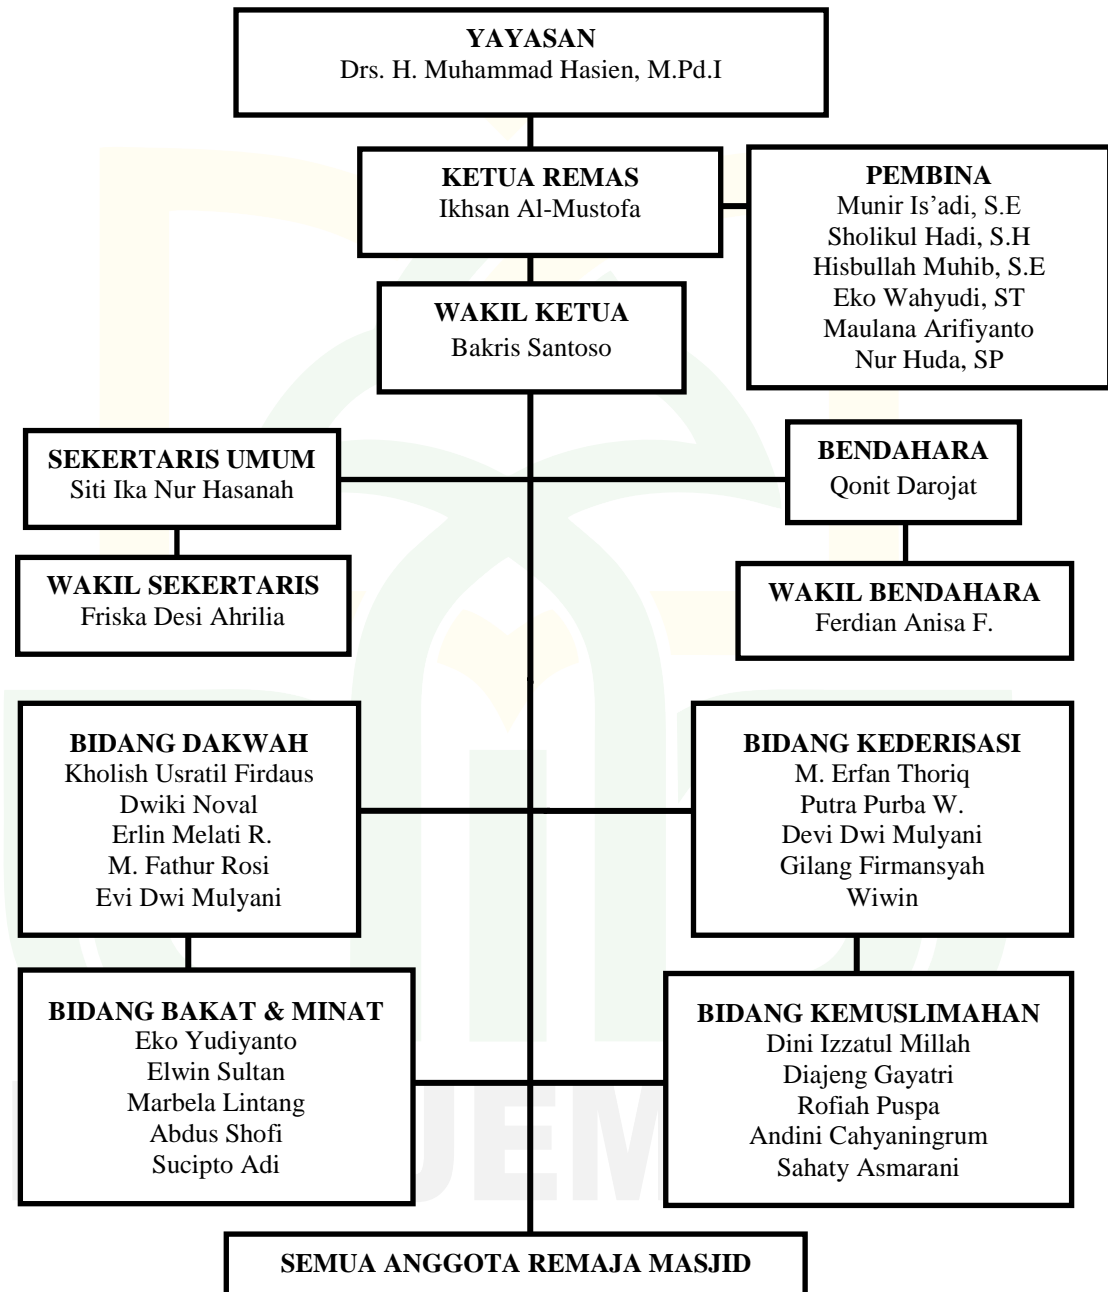 YAYASAN
Drs. H. Muhammad Hasien, M.Pd.I
KETUA REMAS
Ikhsan Al-Mustofa
PEMBINA
Munir Is’adi, S.E
Sholikul Hadi, S.H
Hisbullah Muhib, S.E
Eko Wahyudi, ST
Maulana Arifiyanto
Nur Huda, SP
WAKIL KETUA
Bakris Santoso
SEKERTARIS UMUM
Siti Ika Nur Hasanah
BENDAHARA
Qonit Darojat
WAKIL SEKERTARIS
Friska Desi Ahrilia
WAKIL BENDAHARA
Ferdian Anisa F.
BIDANG DAKWAH
Kholish Usratil Firdaus
Dwiki Noval
Erlin Melati R.
M. Fathur Rosi
Evi Dwi Mulyani
BIDANG KEDERISASI
M. Erfan Thoriq
Putra Purba W.
Devi Dwi Mulyani
Gilang Firmansyah
Wiwin
BIDANG BAKAT & MINAT
Eko Yudiyanto
Elwin Sultan
Marbela Lintang
Abdus Shofi
Sucipto Adi
BIDANG KEMUSLIMAHAN
Dini Izzatul Millah
Diajeng Gayatri
Rofiah Puspa
Andini Cahyaningrum
Sahaty Asmarani
SEMUA ANGGOTA REMAJA MASJID